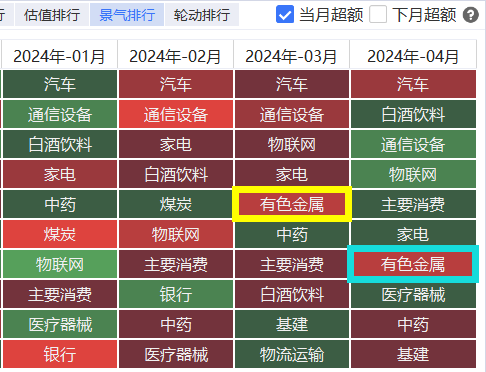 行 估值排行 景气排行 轮动排行 当月超额 下月超额 ?
2024年-01月 2024年-02月 2024年-03月 2024年-04月
汽车 汽车 汽车 汽车
通信设备 通信设备 通信设备 白酒饮料
白酒饮料 家电 物联网 通信设备
家电 白酒饮料 家电 物联网
中药 煤炭 有色金属 主要消费
煤炭 物联网 中药 家电
物联网 主要消费 主要消费 有色金属
主要消费 银行 白酒饮料 医疗器械
医疗器械 中药 基建 中药
银行 医疗器械 物流运输 基建